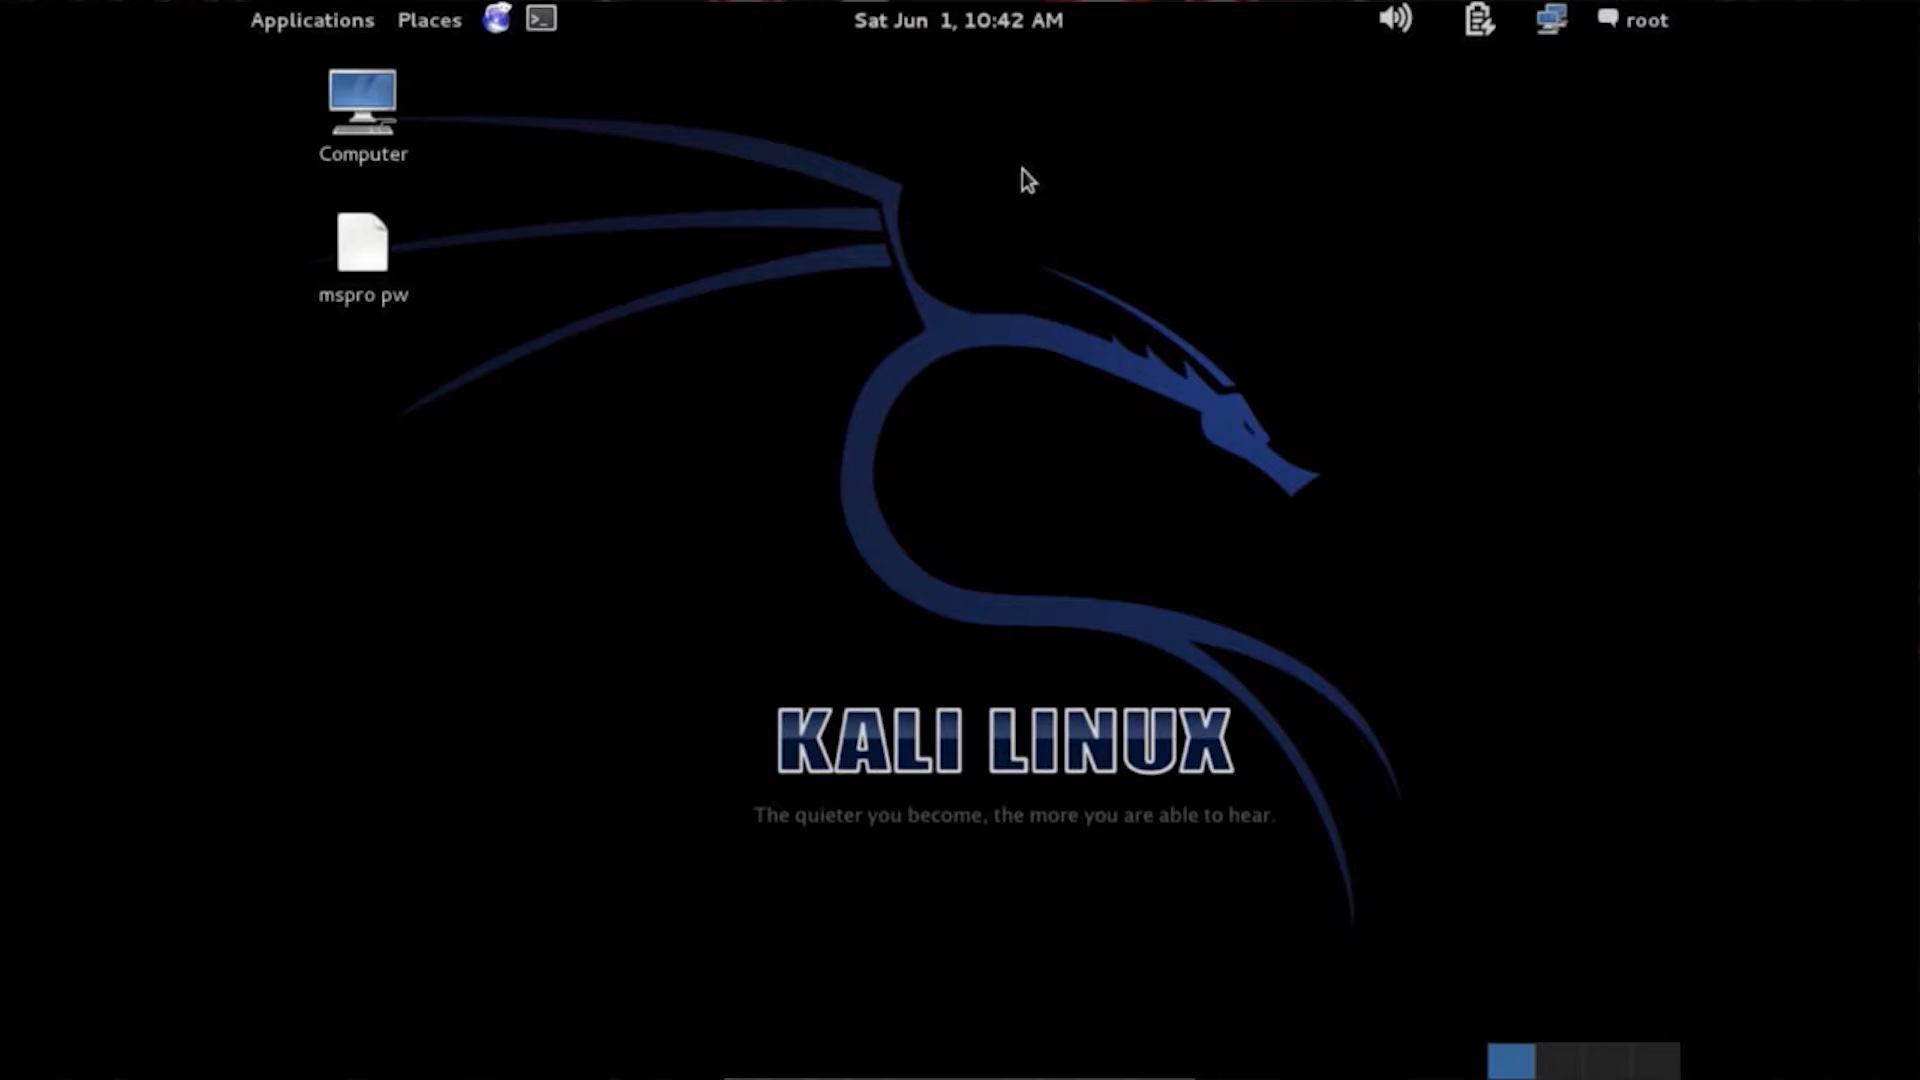 Applications Places Sat Jun 1, 10:42 AM root
Computer
mspro pw
KALI LINUX
The quieter you become, the more you are able to hear.